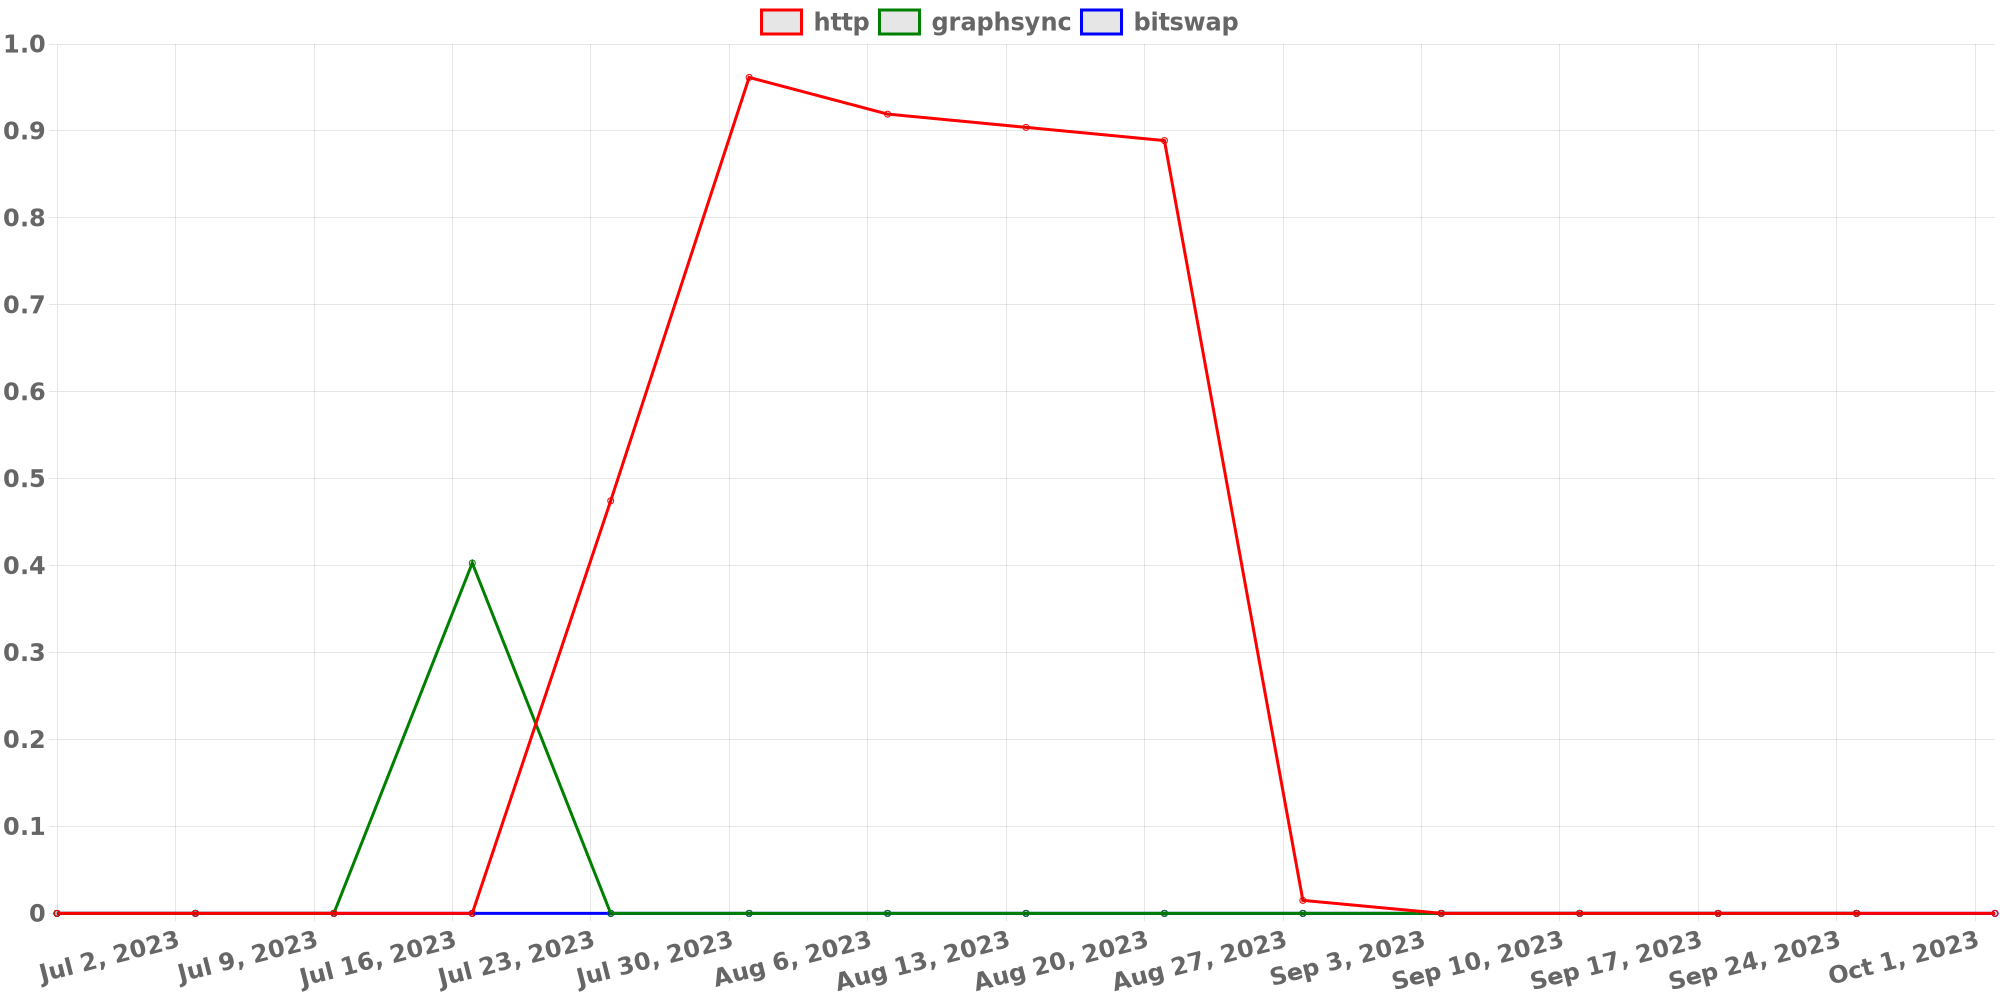 http graphsync bitswap
1.0
0.9
0.8
0.7
0.6
0.5
0.4
0.3
0.2
0.1
0
Jul 2, 2023
Jul 9, 2023
Jul 16, 2023
Jul 23, 2023
Jul 30, 2023
Aug 6, 2023
Aug 13, 2023
Aug 20, 2023
Aug 27, 2023
Sep 3, 2023
Sep 10, 2023
Sep 17, 2023
Sep 24, 2023
Oct 1, 2023